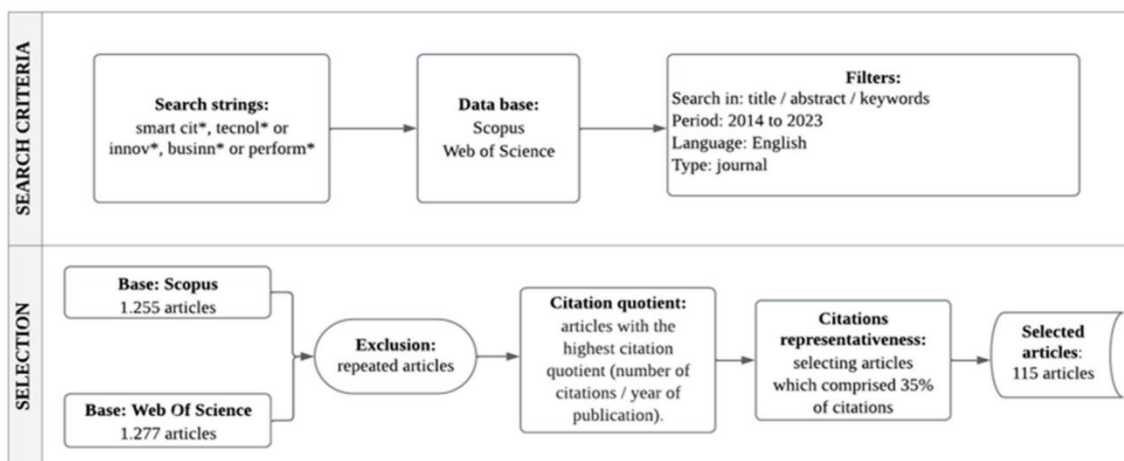 SEARCH CRITERIA
Search strings:
smart cit*, tecnol* or
innov*, businn* or perform*
Data base:
Scopus
Web of Science
Filters:
Search in: title / abstract / keywords
Period: 2014 to 2023
Language: English
Type: journal
SELECTION
Base: Scopus
1.255 articles
Base: Web Of Science
1.277 articles
Exclusion:
repeated articles
Citation quotient:
articles with the
highest citation
quotient (number of
citations / year of
publication).
Citations
representativeness:
selecting articles
which comprised 35%
of citations
Selected
articles:
115 articles